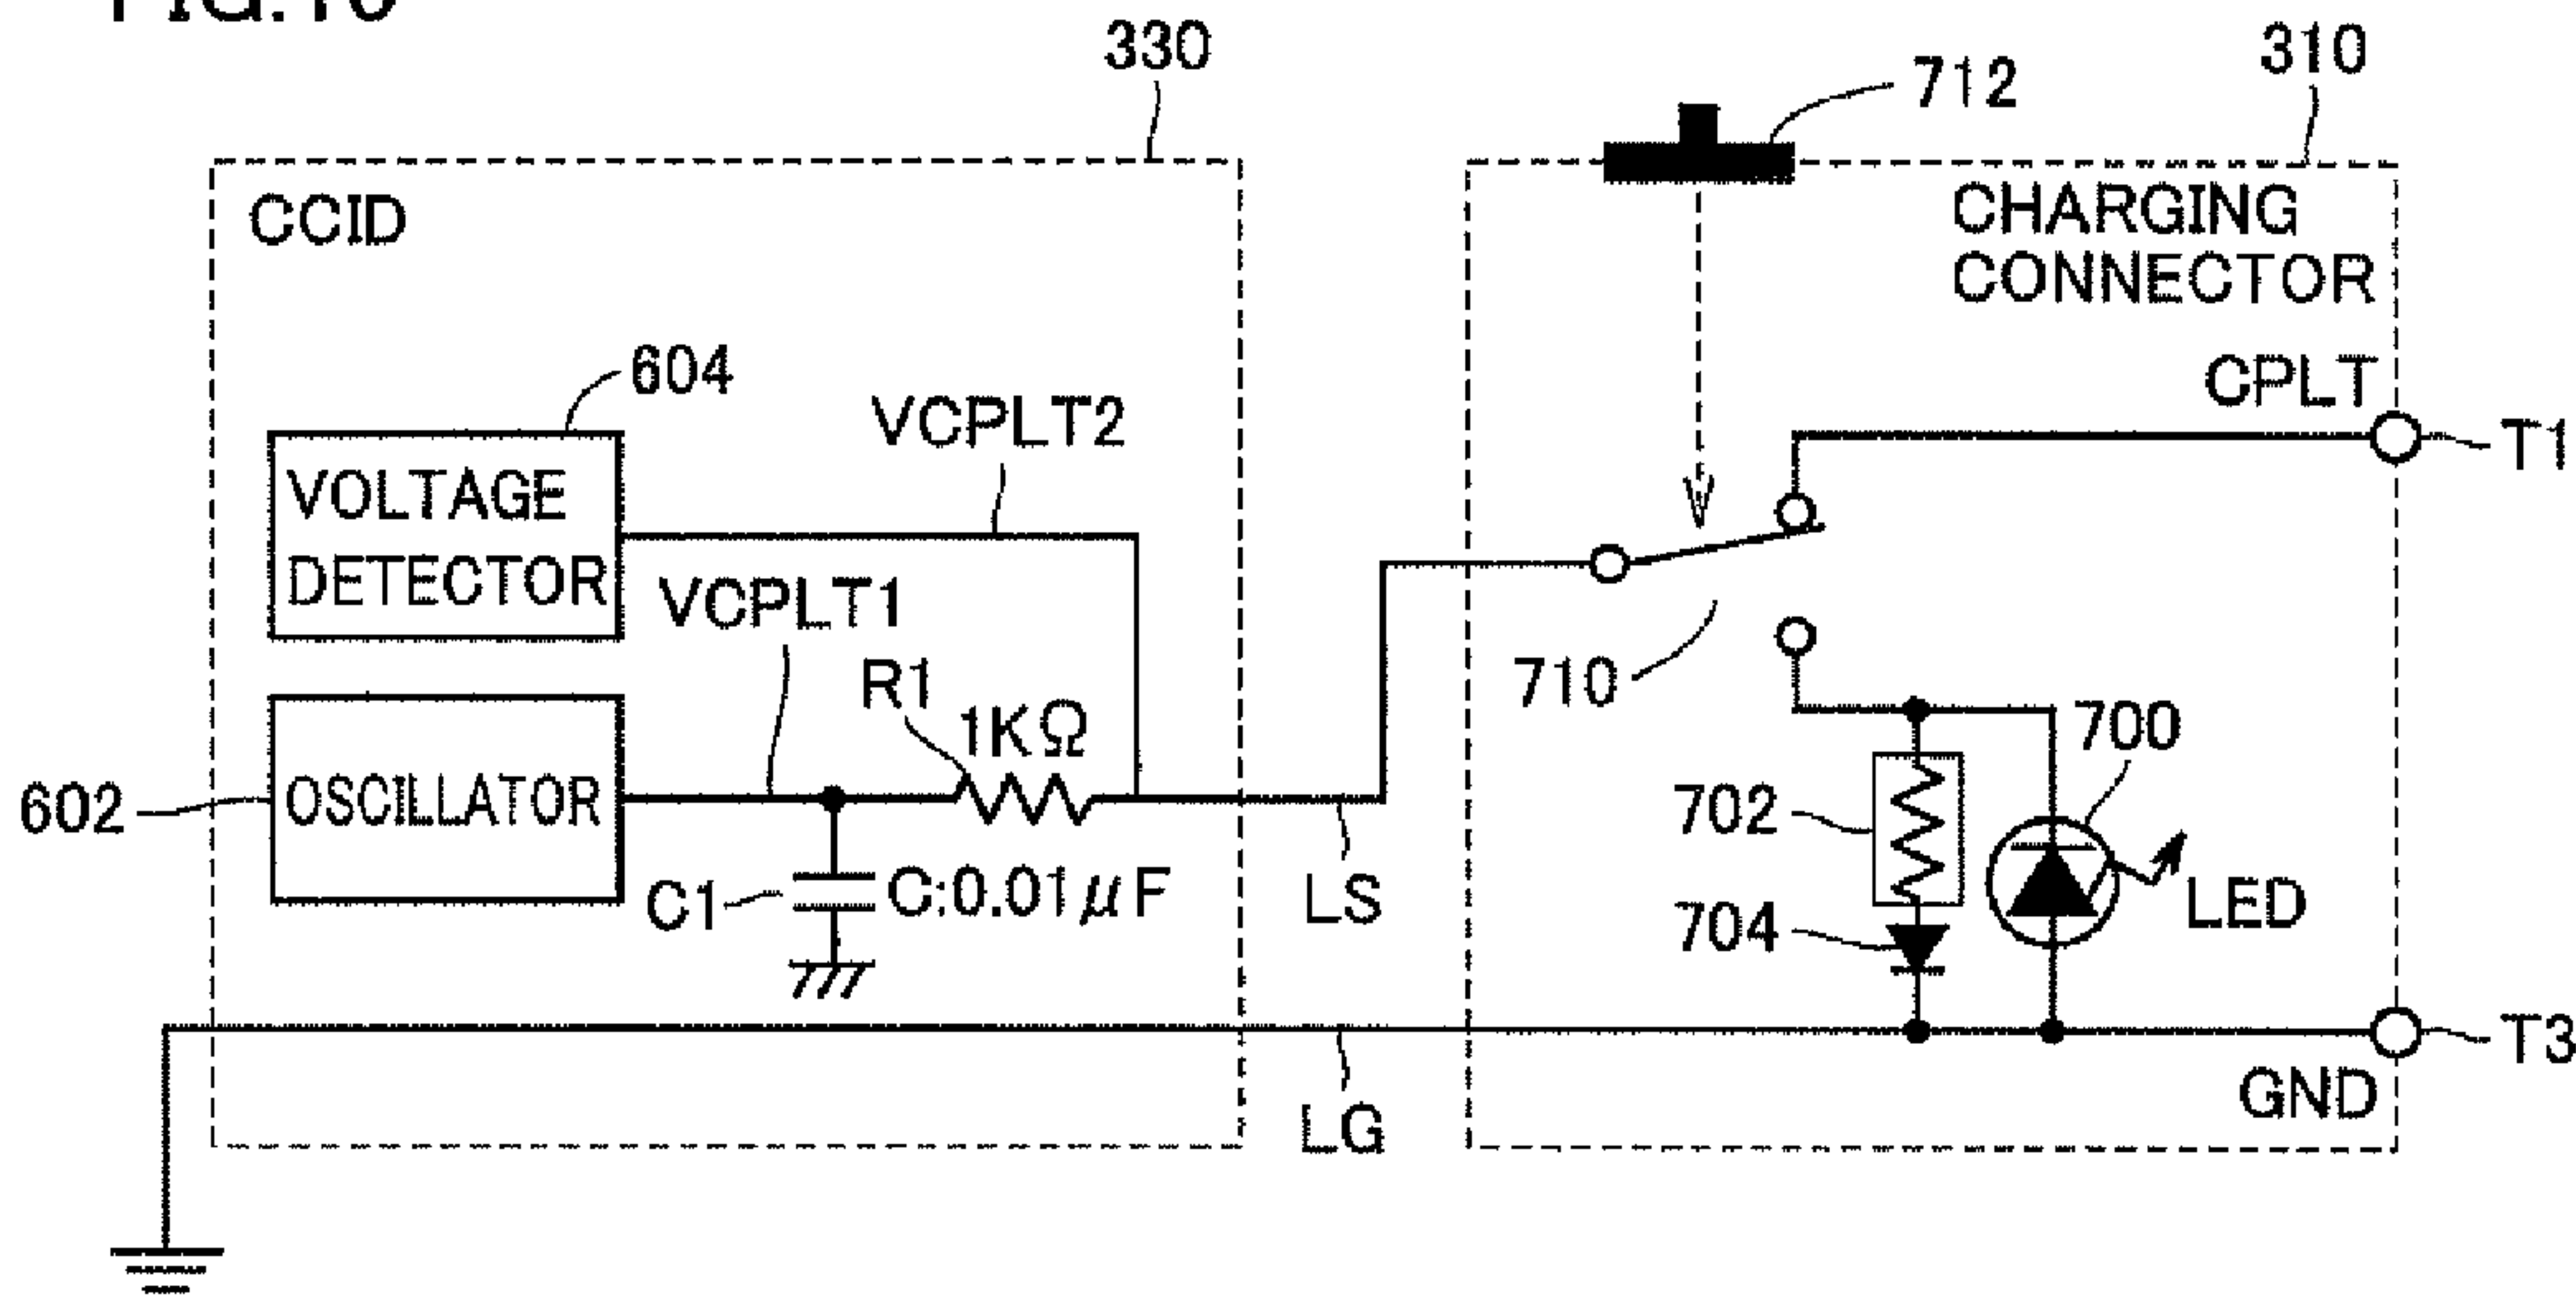 330
712
310
CCID
CHARGING
CONNECTOR
604
VCPLT2
CPLT
T1
VOLTAGE
DETECTOR
VCPLT1
R1
1KΩ
710
700
602
OSCILLATOR
702
C1
C:0.01μF
LS
704
LED
T3
LG
GND